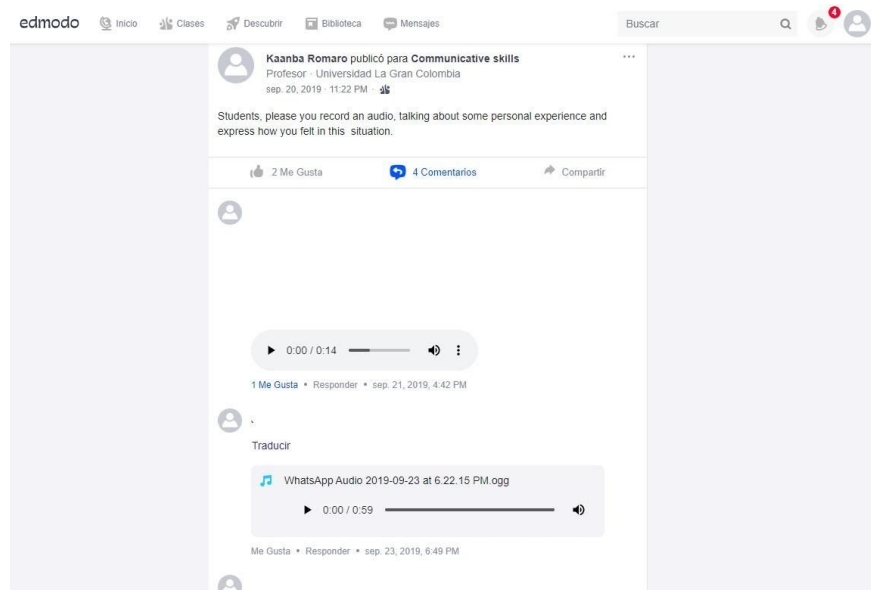 edmodo Inicio Clases Descubrir Biblioteca Mensajes Buscar 4
Kaanba Romaro publicó para Communicative skills
Profesor · Universidad La Gran Colombia
sep. 20, 2019 · 11:22 PM ·
Students, please you record an audio, talking about some personal experience and
express how you felt in this situation.
2 Me Gusta 4 Comentarios Compartir
0:00 / 0:14
1 Me Gusta • Responder • sep. 21, 2019, 4:42 PM
.
Traducir
WhatsApp Audio 2019-09-23 at 6.22.15 PM.ogg
0:00 / 0:59
Me Gusta • Responder • sep. 23, 2019, 6:49 PM